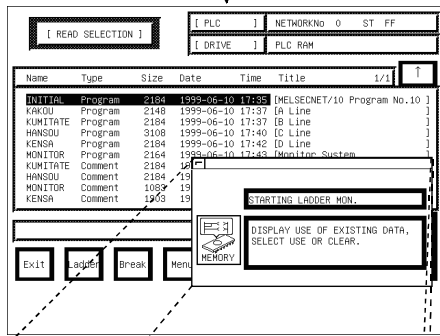 [ PLC ] NETWORKNo 0 ST FF
[ READ SELECTION ]
[ DRIVE ] PLC RAM
Name Type Size Date Time Title 1/1 ↑
INITIAL Program 2184 1999-06-10 17:35 [MELSECNET/10 Program No.10 ]
KAKOU Program 2148 1999-06-10 17:37 [A Line ]
KUMITATE Program 2184 1999-06-10 17:37 [B Line ]
HANSOU Program 3108 1999-06-10 17:40 [C Line ]
KENSA Program 2184 1999-06-10 17:42 [D Line ]
MONITOR Program 2164 1999-06-10 17:43 [Monitor System ]
KUMITATE Comment 2184
HANSOU Comment 2184 19
MONITOR Comment 1083 19
KENSA Comment 1903 19
STARTING LADDER MON.
DISPLAY USE OF EXISTING DATA,
SELECT USE OR CLEAR.
MEMORY
Exit Ladder Break Menu